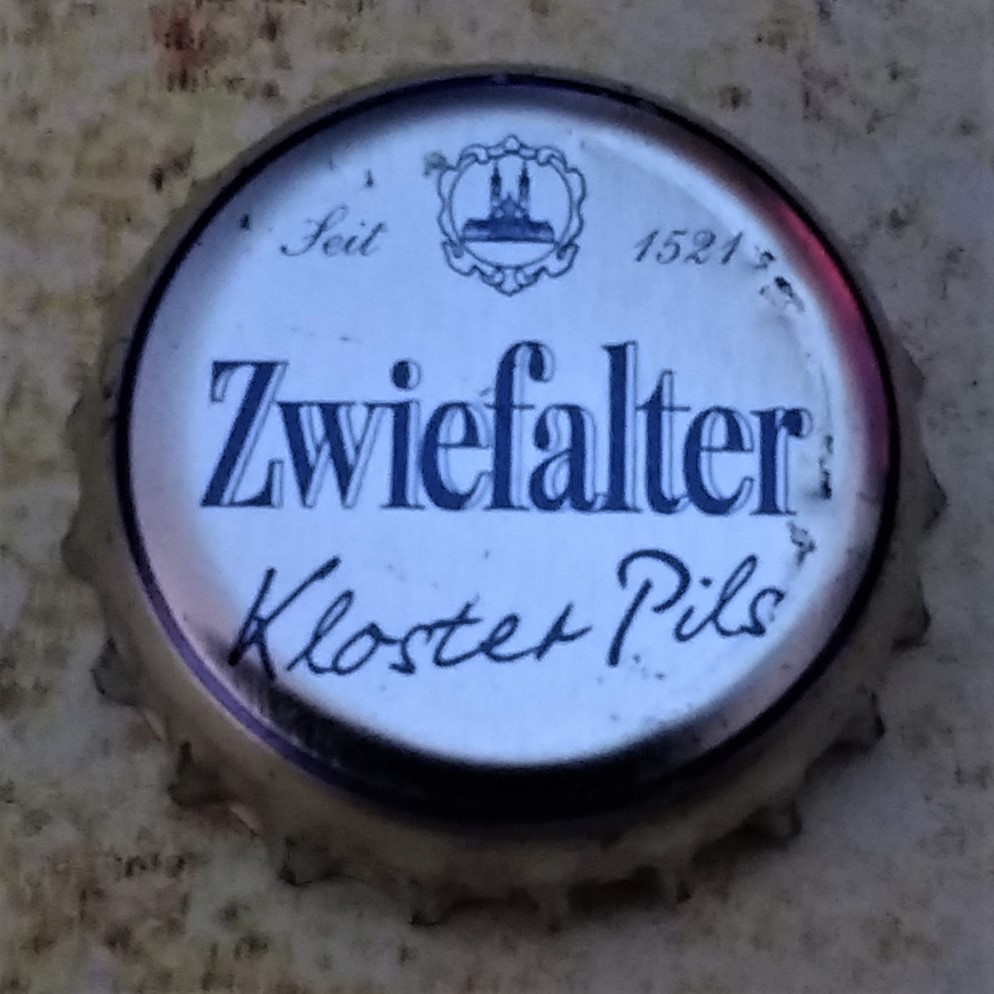 Seit 1521
Zwiefalter
Kloster Pils